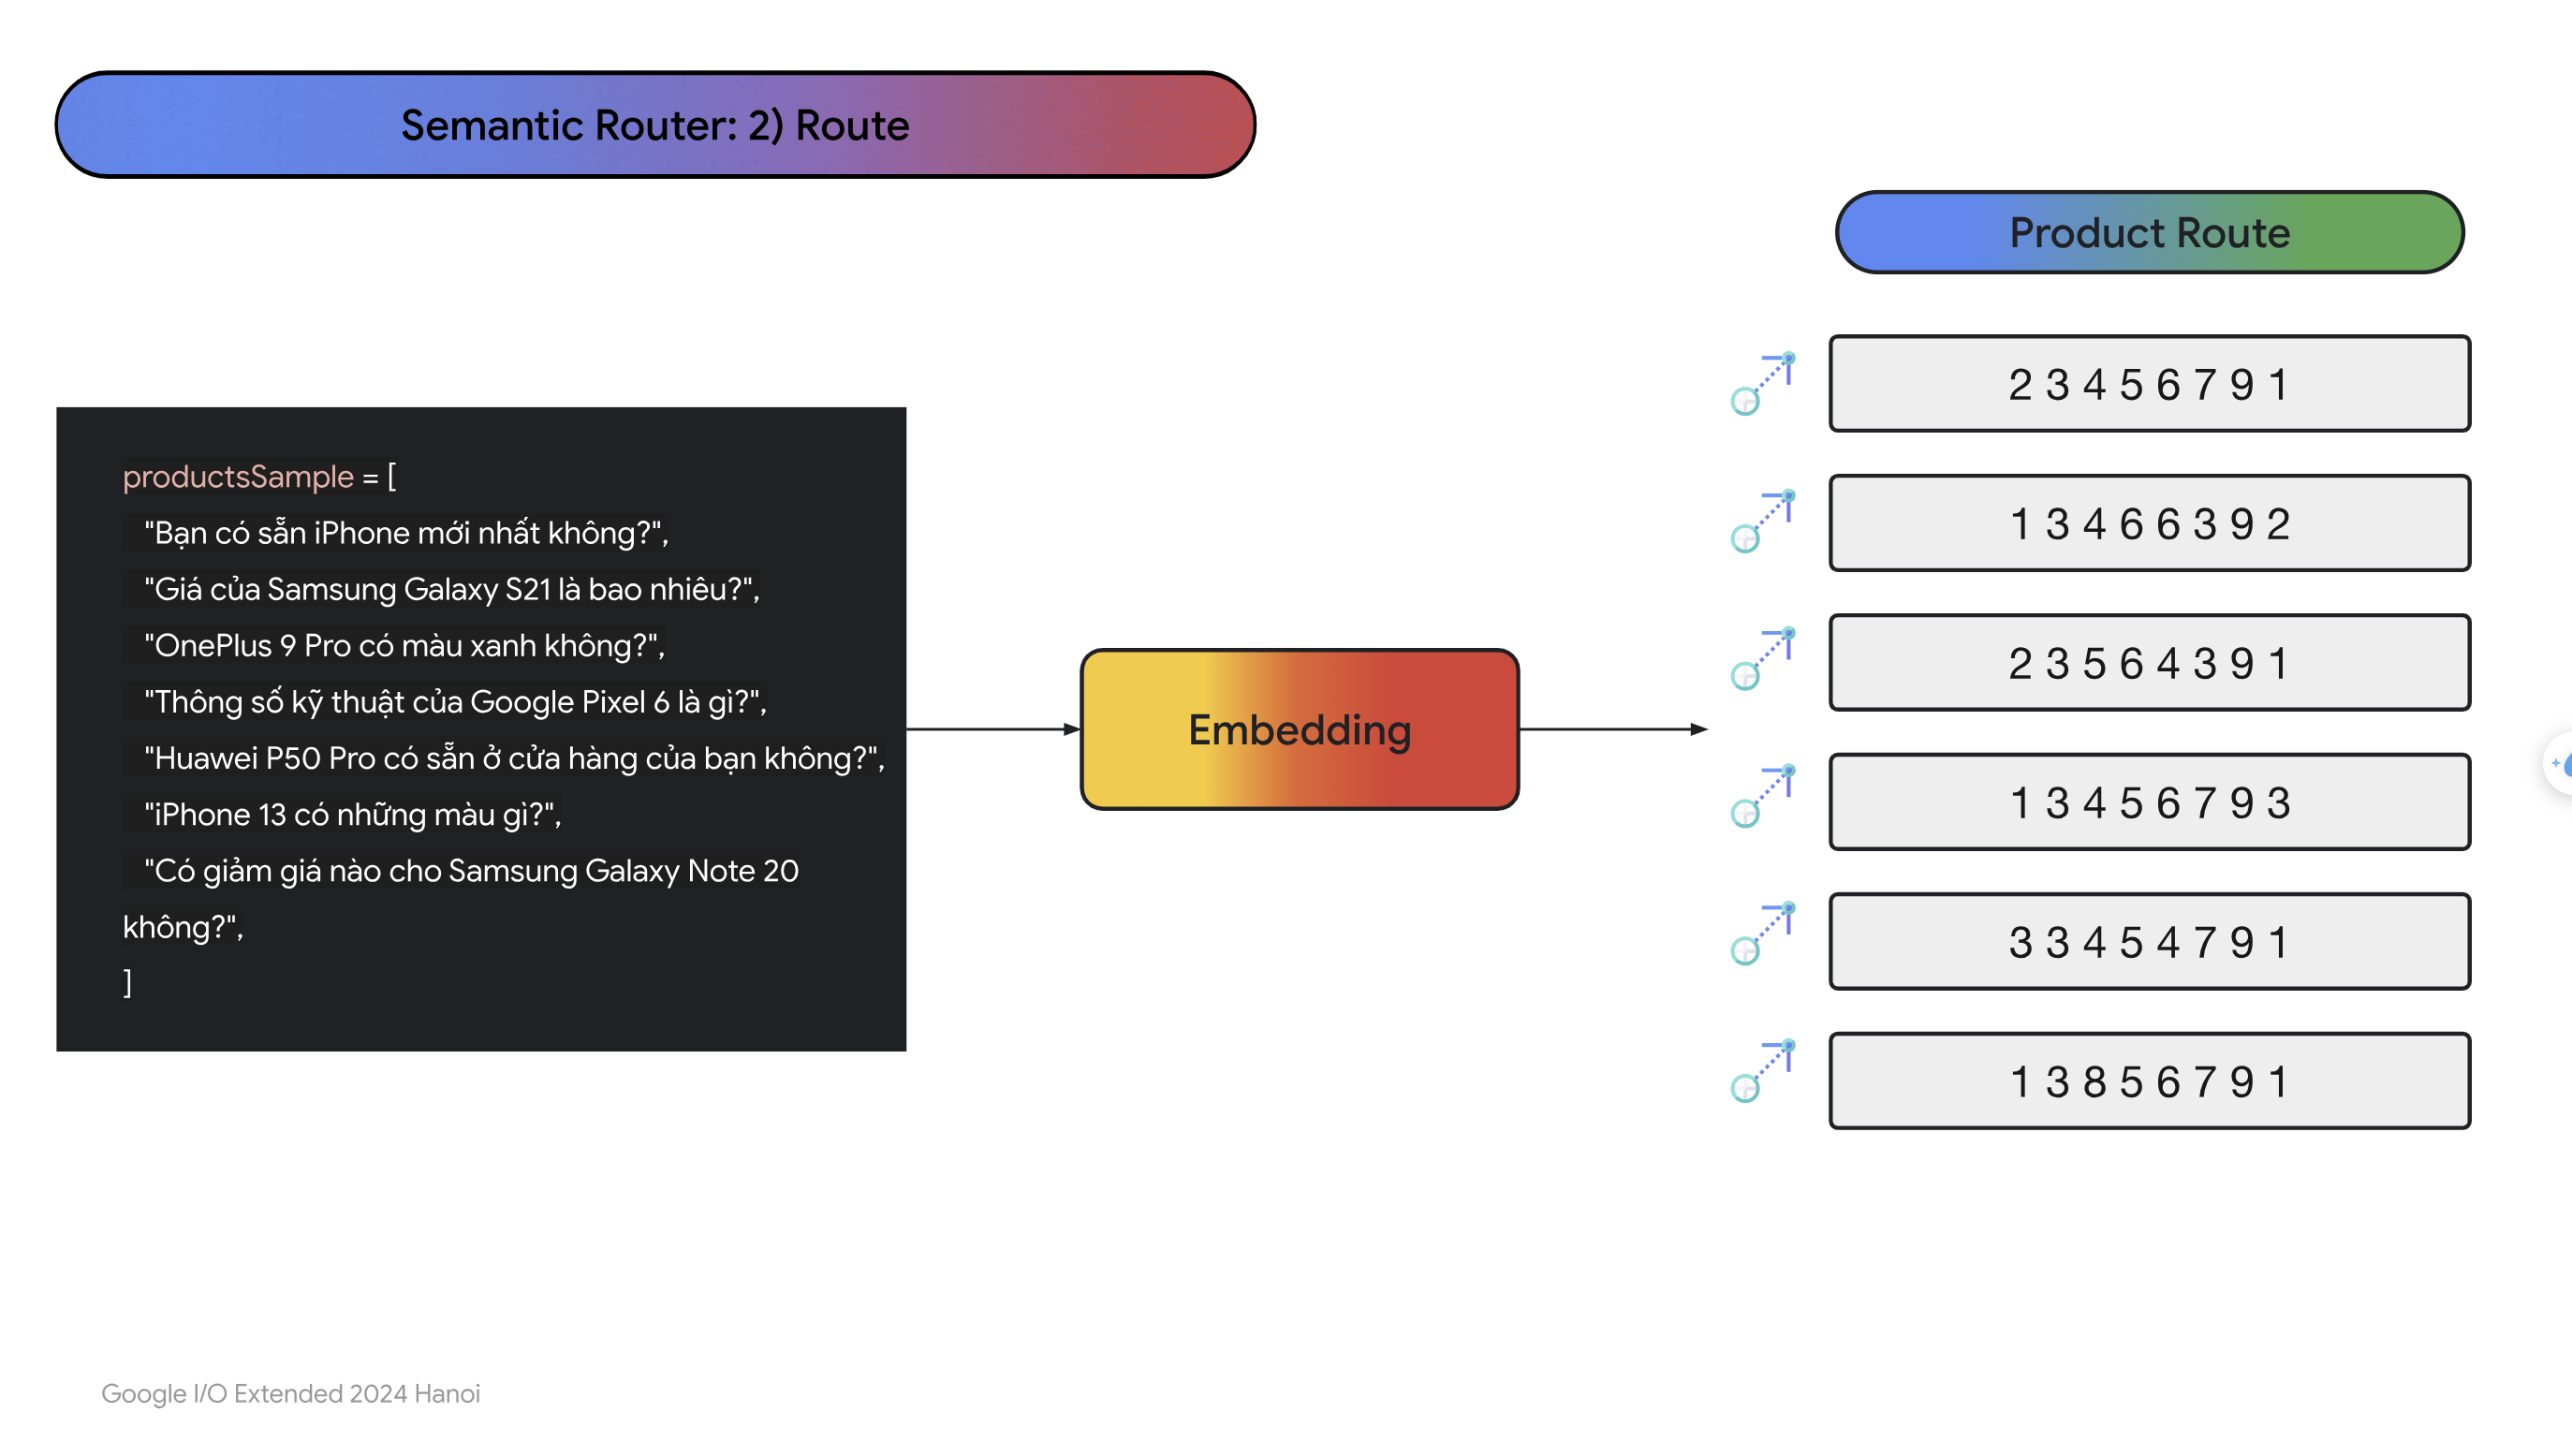 Semantic Router: 2) Route
Product Route
productsSample = [
"Bạn có sẵn iPhone mới nhất không?",
"Giá của Samsung Galaxy S21 là bao nhiêu?",
"OnePlus 9 Pro có màu xanh không?",
"Thông số kỹ thuật của Google Pixel 6 là gì?",
"Huawei P50 Pro có sẵn ở cửa hàng của bạn không?",
"iPhone 13 có những màu gì?",
"Có giảm giá nào cho Samsung Galaxy Note 20
không?",
]
Embedding
2 3 4 5 6 7 9 1
1 3 4 6 6 3 9 2
2 3 5 6 4 3 9 1
1 3 4 5 6 7 9 3
3 3 4 5 4 7 9 1
1 3 8 5 6 7 9 1
Google I/O Extended 2024 Hanoi